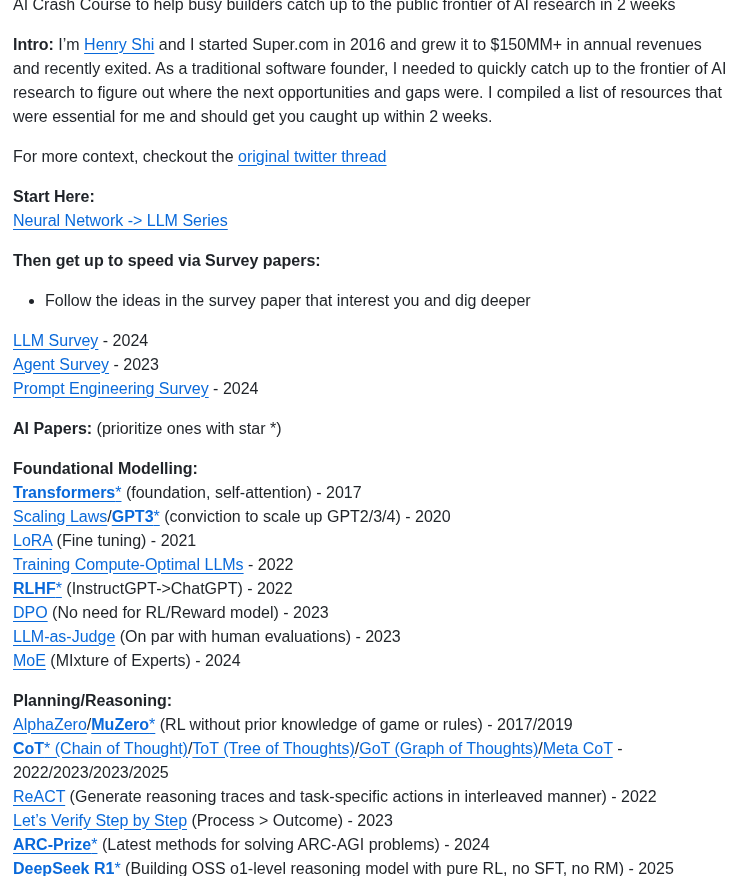 AI Crash Course to help busy builders catch up to the public frontier of AI research in 2 weeks
Intro: I’m Henry Shi and I started Super.com in 2016 and grew it to $150MM+ in annual revenues
and recently exited. As a traditional software founder, I needed to quickly catch up to the frontier of AI
research to figure out where the next opportunities and gaps were. I compiled a list of resources that
were essential for me and should get you caught up within 2 weeks.
For more context, checkout the original twitter thread
Start Here:
Neural Network -> LLM Series
Then get up to speed via Survey papers:
• Follow the ideas in the survey paper that interest you and dig deeper
LLM Survey - 2024
Agent Survey - 2023
Prompt Engineering Survey - 2024
AI Papers: (prioritize ones with star *)
Foundational Modelling:
Transformers* (foundation, self-attention) - 2017
Scaling Laws/GPT3* (conviction to scale up GPT2/3/4) - 2020
LoRA (Fine tuning) - 2021
Training Compute-Optimal LLMs - 2022
RLHF* (InstructGPT->ChatGPT) - 2022
DPO (No need for RL/Reward model) - 2023
LLM-as-Judge (On par with human evaluations) - 2023
MoE (MIxture of Experts) - 2024
Planning/Reasoning:
AlphaZero/MuZero* (RL without prior knowledge of game or rules) - 2017/2019
CoT* (Chain of Thought)/ToT (Tree of Thoughts)/GoT (Graph of Thoughts)/Meta CoT -
2022/2023/2023/2025
ReACT (Generate reasoning traces and task-specific actions in interleaved manner) - 2022
Let’s Verify Step by Step (Process > Outcome) - 2023
ARC-Prize* (Latest methods for solving ARC-AGI problems) - 2024
DeepSeek R1* (Building OSS o1-level reasoning model with pure RL, no SFT, no RM) - 2025